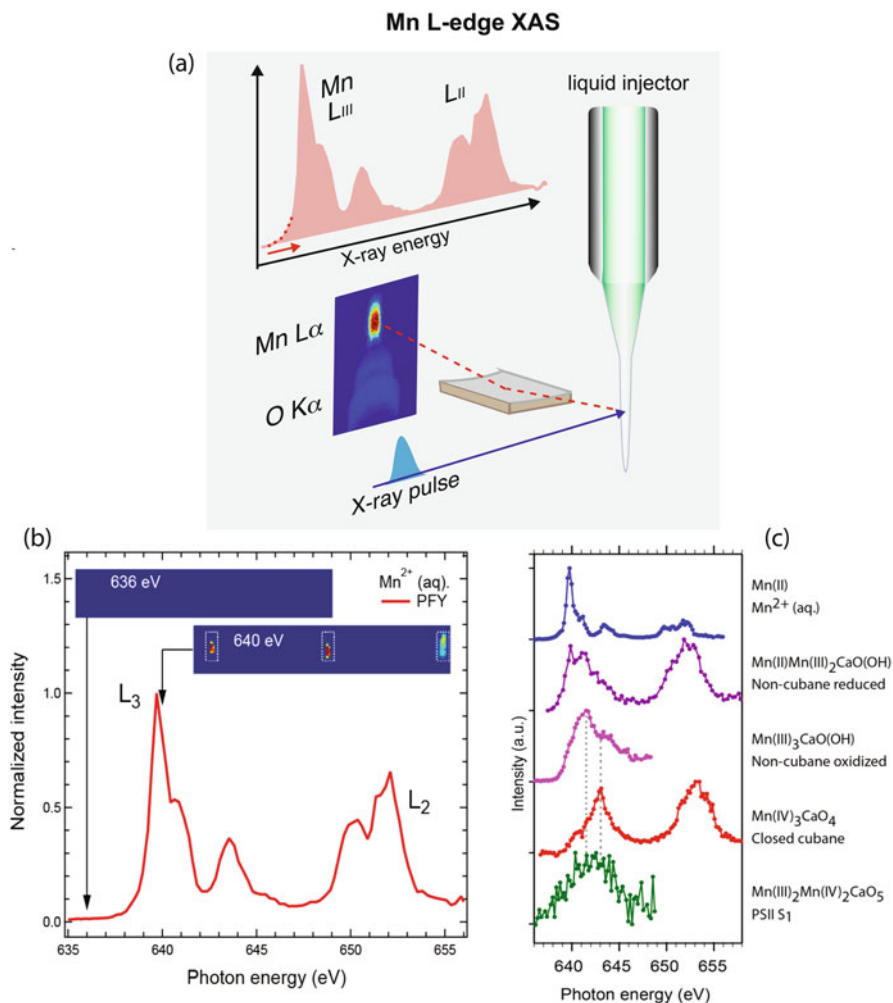 Mn L-edge XAS
(a)
Mn
LIII
LII
liquid injector
X-ray energy
Mn Lα
O Kα
X-ray pulse
(b)
1.5
1.0
0.5
0.0
Normalized intensity
636 eV
Mn2+ (aq).
PFY
640 eV
L3
L2
635
640
645
650
655
Photon energy (eV)
(c)
640
645
650
655
Intensity (a.u.)
Mn(II)
Mn2+ (aq.)
Mn(II)Mn(III)2CaO(OH)
Non-cubane reduced
Mn(III)3CaO(OH)
Non-cubane oxidized
Mn(IV)3CaO4
Closed cubane
Mn(III)2Mn(IV)2CaO5
PSII S1
640
645
650
655
Photon energy (eV)